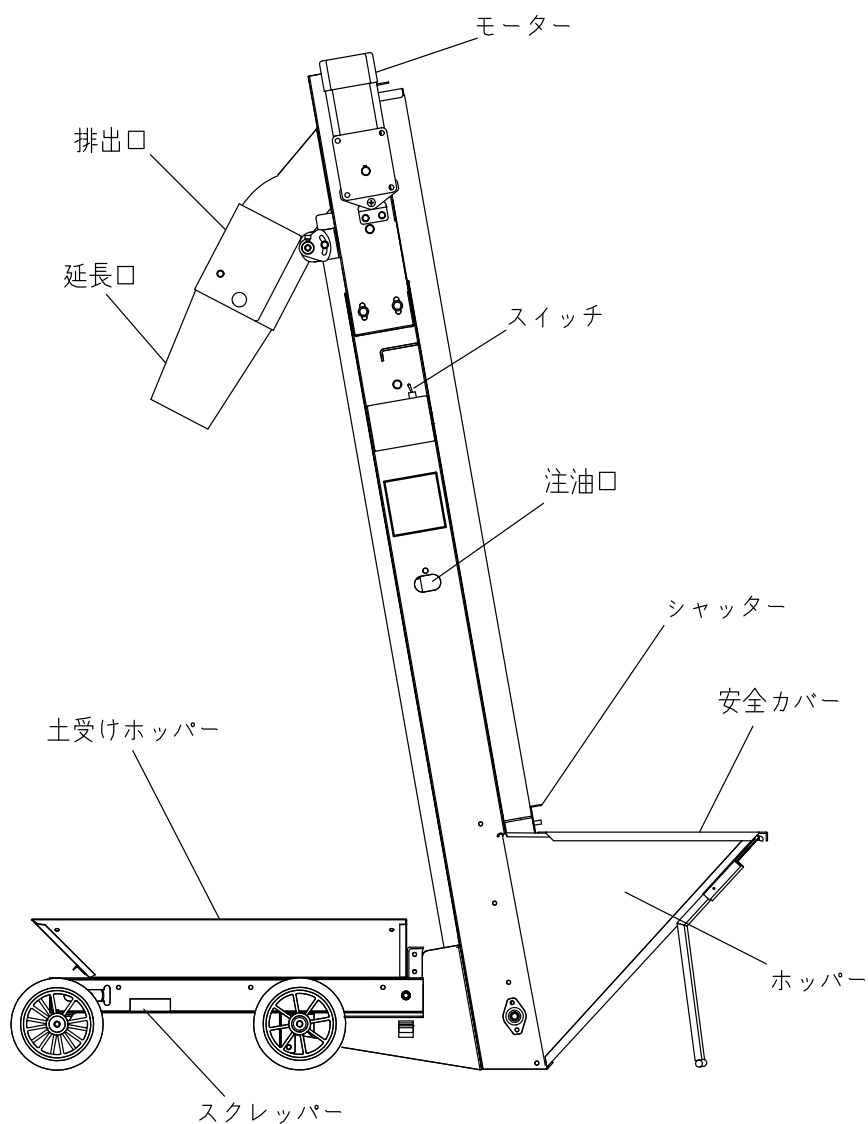 モーター
排出口
延長口
スイッチ
注油口
シャッター
安全カバー
土受けホッパー
ホッパー
スクレッパー